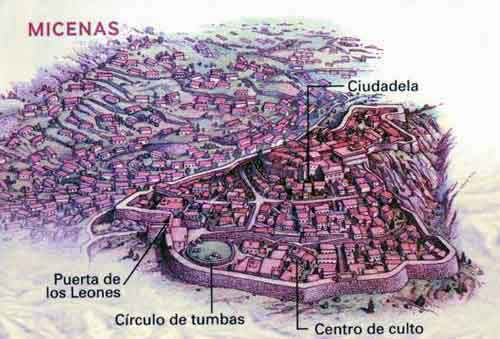 MICENAS
Ciudadela
Puerta de
los Leones
Círculo de tumbas
Centro de culto